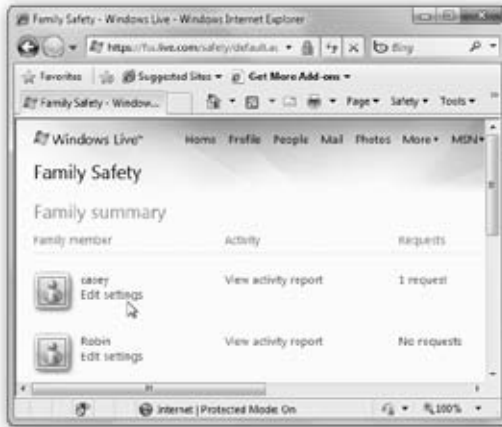 Family Safety - Windows Live - Windows Internet Explorer
https://fss.live.com/safety/default.as
Bing
Favorites Suggested Sites Get More Add-ons
Family Safety - Window... Page Safety Tools
Windows Live™ Home Profile People Mail Photos More MSN
Family Safety
Family summary
Family member Activity Requests
casey View activity report 1 request
Edit settings
Robin View activity report No requests
Edit settings
Internet | Protected Mode: On 100%